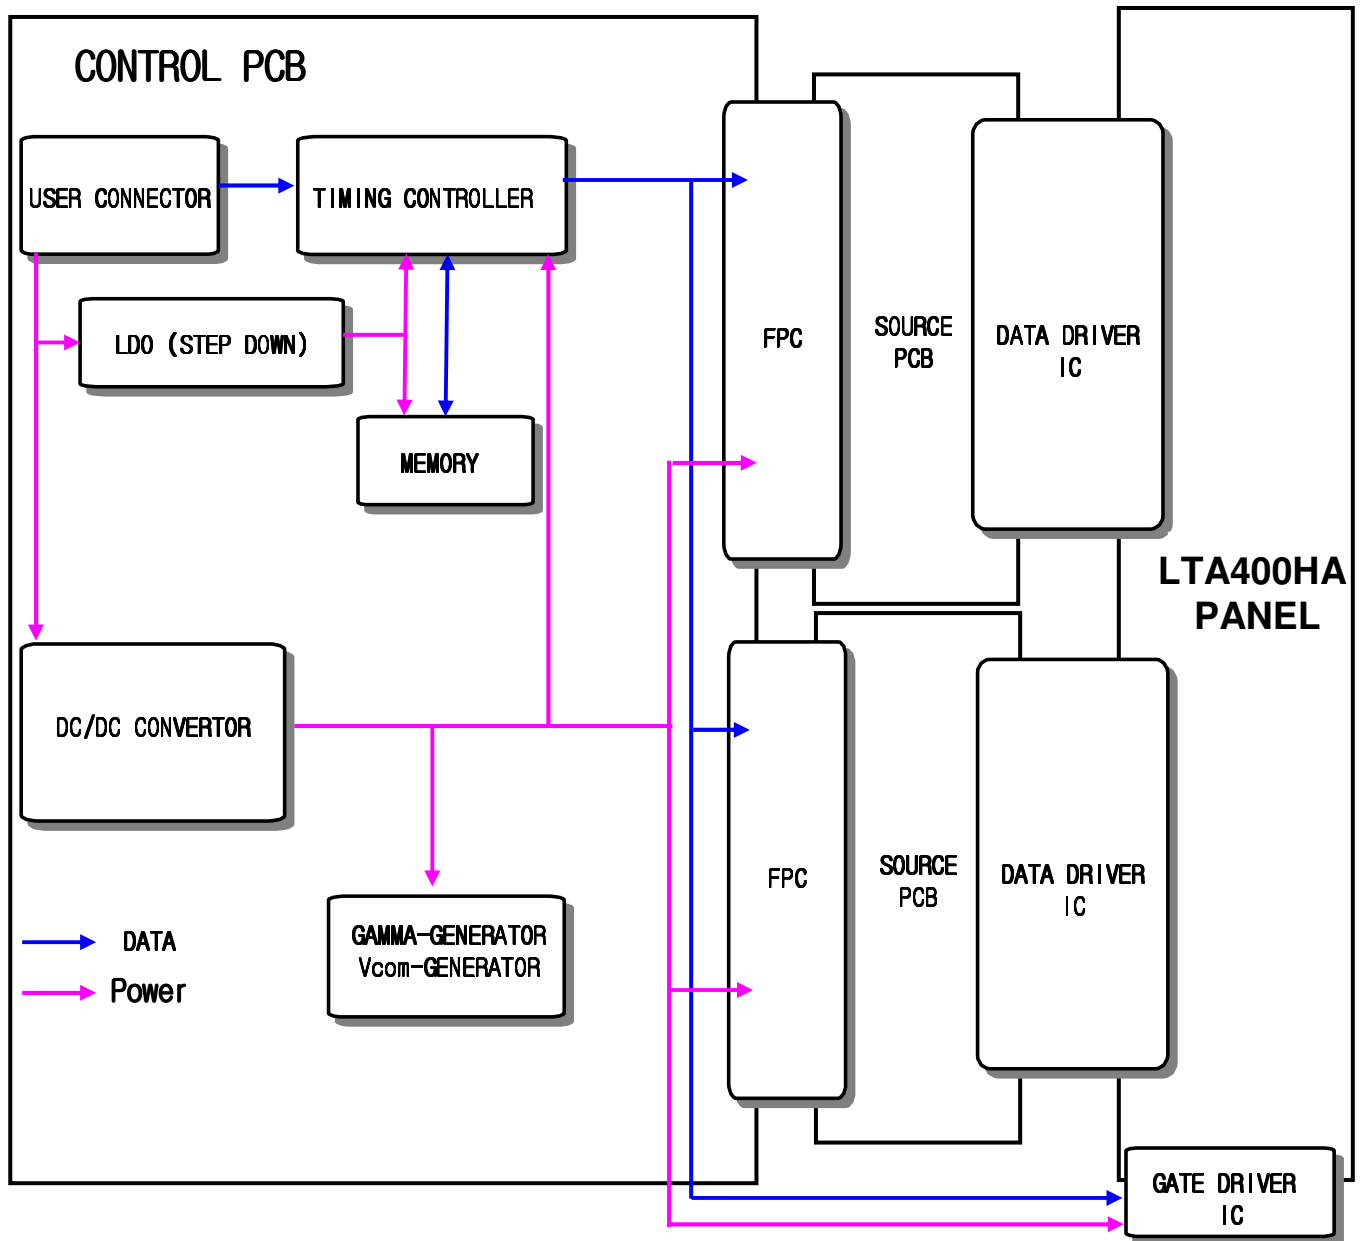 CONTROL PCB
USER CONNECTOR
TIMING CONTROLLER
LDO (STEP DOWN)
MEMORY
DC/DC CONVERTOR
GAMMA-GENERATOR
Vcom-GENERATOR
DATA
Power
FPC
SOURCE
PCB
DATA DRIVER
IC
LTA400HA
PANEL
FPC
SOURCE
PCB
DATA DRIVER
IC
GATE DRIVER
IC